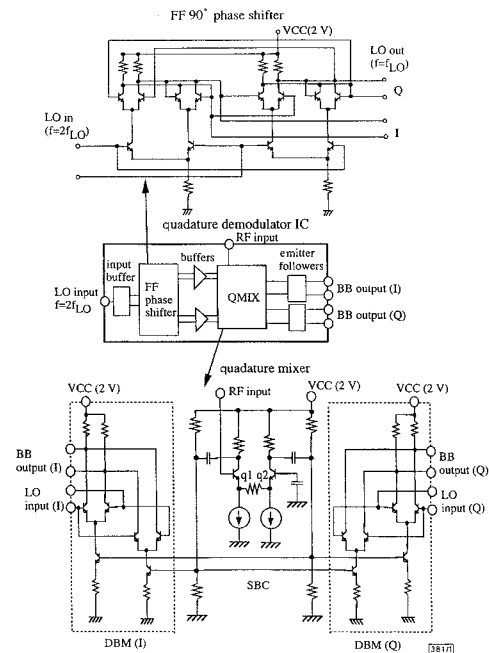 FF 90° phase shifter
VCC(2 V)
LO out
(f=fLO)
Q
LO in
(f=2fLO)
I
quadature demodulator IC
RF input
input
buffer
buffers
emitter
followers
LO input
f=2fLO
FF
phase
shifter
QMIX
BB output (I)
BB output (Q)
quadature mixer
VCC (2 V)
RF input
VCC (2 V)
VCC (2 V)
BB
output (I)
LO
input (I)
q1 q2
BB
output (Q)
LO
input (Q)
SBC
DBM (I)
DBM (Q)
381/1